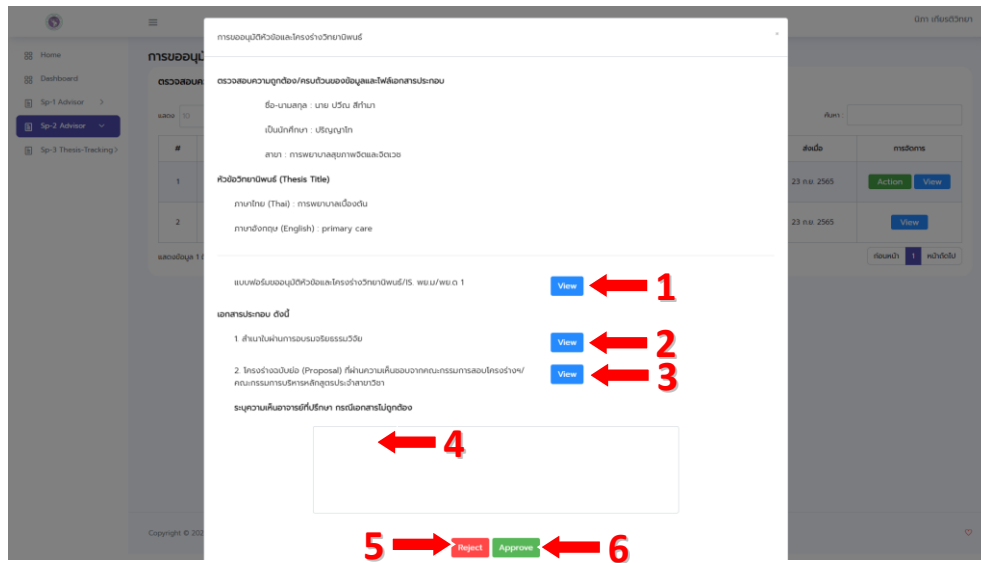 นิภา เกียรติวิทยา
Home
Dashboard
Sp-1 Advisor
Sp-2 Advisor
Sp-3 Thesis-Tracking
การขออนุมั
ตรวจสอบคว
แสดง 10
ค้นหา :
#
ส่งเมื่อ
การจัดการ
1
23 ก.ย. 2565
Action View
2
23 ก.ย. 2565
View
แสดงข้อมูล 1
ก่อนหน้า 1 หน้าถัดไป
Copyright © 202
การขออนุมัติหัวข้อและโครงร่างวิทยานิพนธ์
×
ตรวจสอบความถูกต้อง/ครบถ้วนของข้อมูลและไฟล์เอกสารประกอบ
ชื่อ-นามสกุล : นาย ปวีณ สีทำมา
เป็นนักศึกษา : ปริญญาโท
สาขา : การพยาบาลสุขภาพจิตและจิตเวช
หัวข้อวิทยานิพนธ์ (Thesis Title)
ภาษาไทย (Thai) : การพยาบาลเบื้องต้น
ภาษาอังกฤษ (English) : primary care
แบบฟอร์มขออนุมัติหัวข้อและโครงร่างวิทยานิพนธ์/IS. พย.ม/พย.ด. 1
View
1
เอกสารประกอบ ดังนี้
1. สำเนาใบผ่านการอบรมจริยธรรมวิจัย
View
2
2. โครงร่างฉบับย่อ (Proposal) ที่ผ่านความเห็นชอบจากคณะกรรมการสอบโครงร่างฯ/
คณะกรรมการบริหารหลักสูตรประจำสาขาวิชา
View
3
ระบุความเห็นอาจารย์ที่ปรึกษา กรณีเอกสารไม่ถูกต้อง
4
5
Reject Approve
6